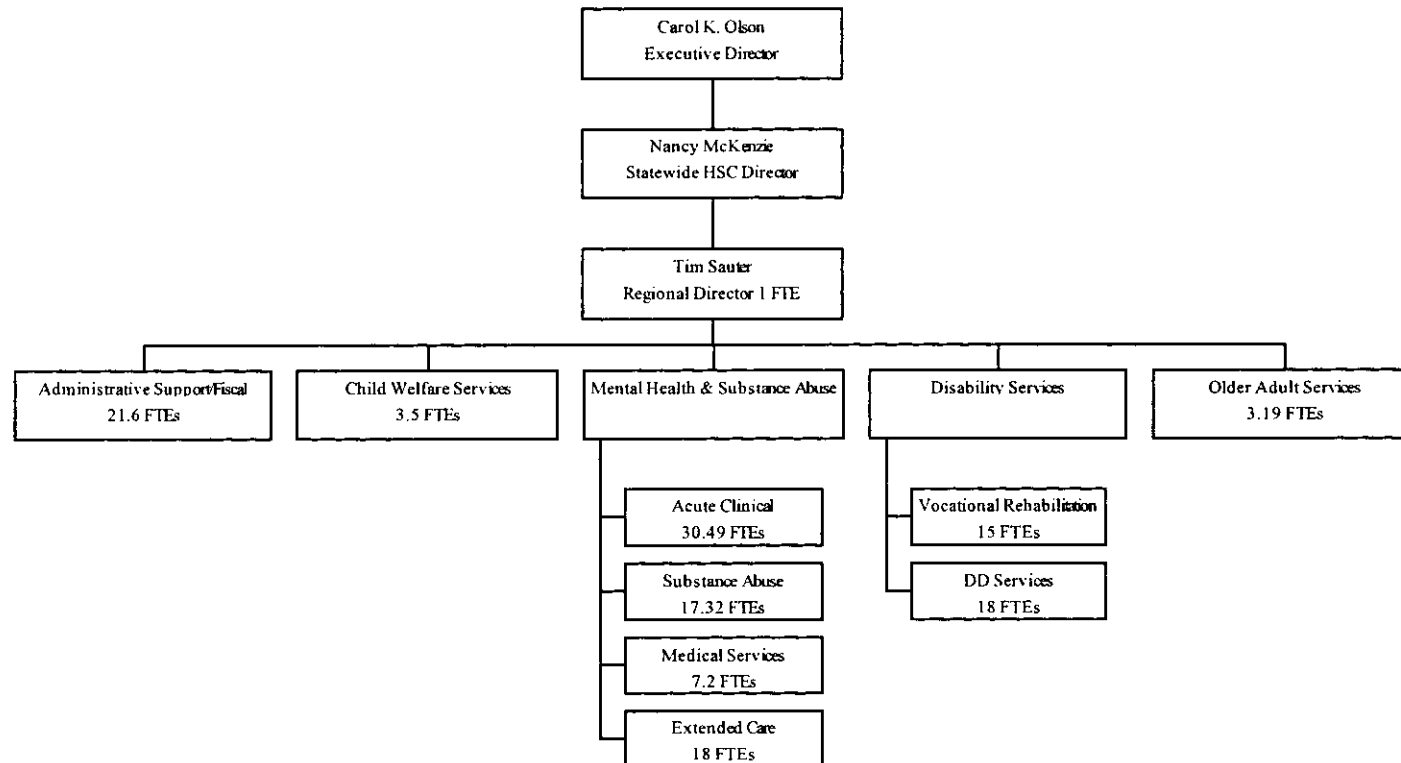 Carol K. Olson
Executive Director
Nancy McKenzie
Statewide HSC Director
Tim Sauter
Regional Director 1 FTE
Administrative Support/Fiscal
21.6 FTEs
Child Welfare Services
3.5 FTEs
Mental Health & Substance Abuse
Disability Services
Older Adult Services
3.19 FTEs
Acute Clinical
30.49 FTEs
Substance Abuse
17.32 FTEs
Medical Services
7.2 FTEs
Extended Care
18 FTEs
Vocational Rehabilitation
15 FTEs
DD Services
18 FTEs